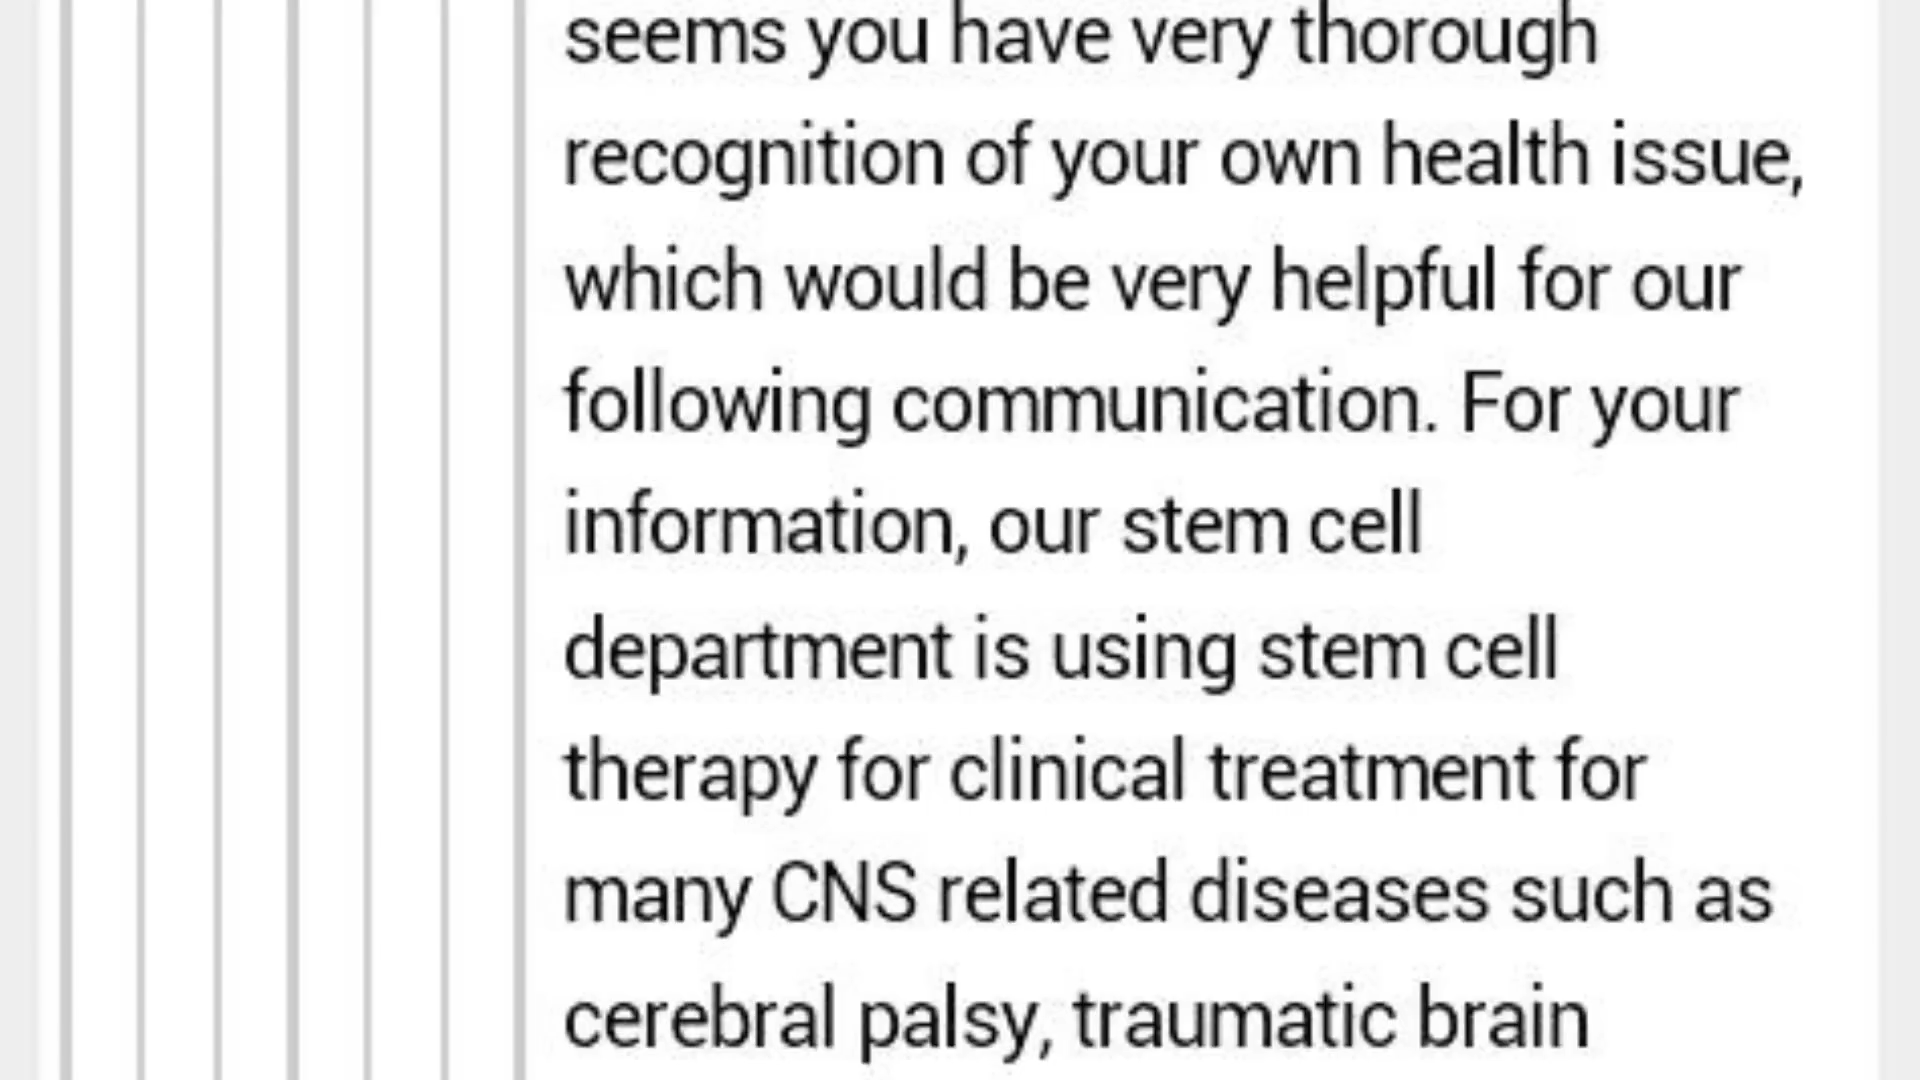 seems you have very thorough
recognition of your own health issue,
which would be very helpful for our
following communication. For your
information, our stem cell
department is using stem cell
therapy for clinical treatment for
many CNS related diseases such as
cerebral palsy, traumatic brain